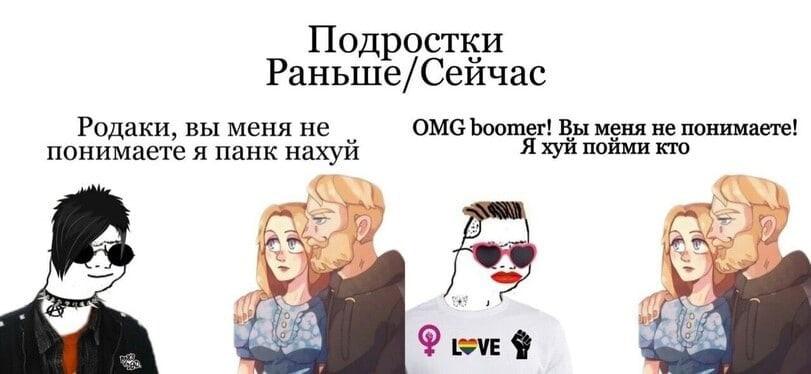 Подростки
Раньше/Сейчас
Родаки, вы меня не
понимаете я панк нахуй
OMG boomer! Вы меня не понимаете!
Я хуй пойми кто
LOVE